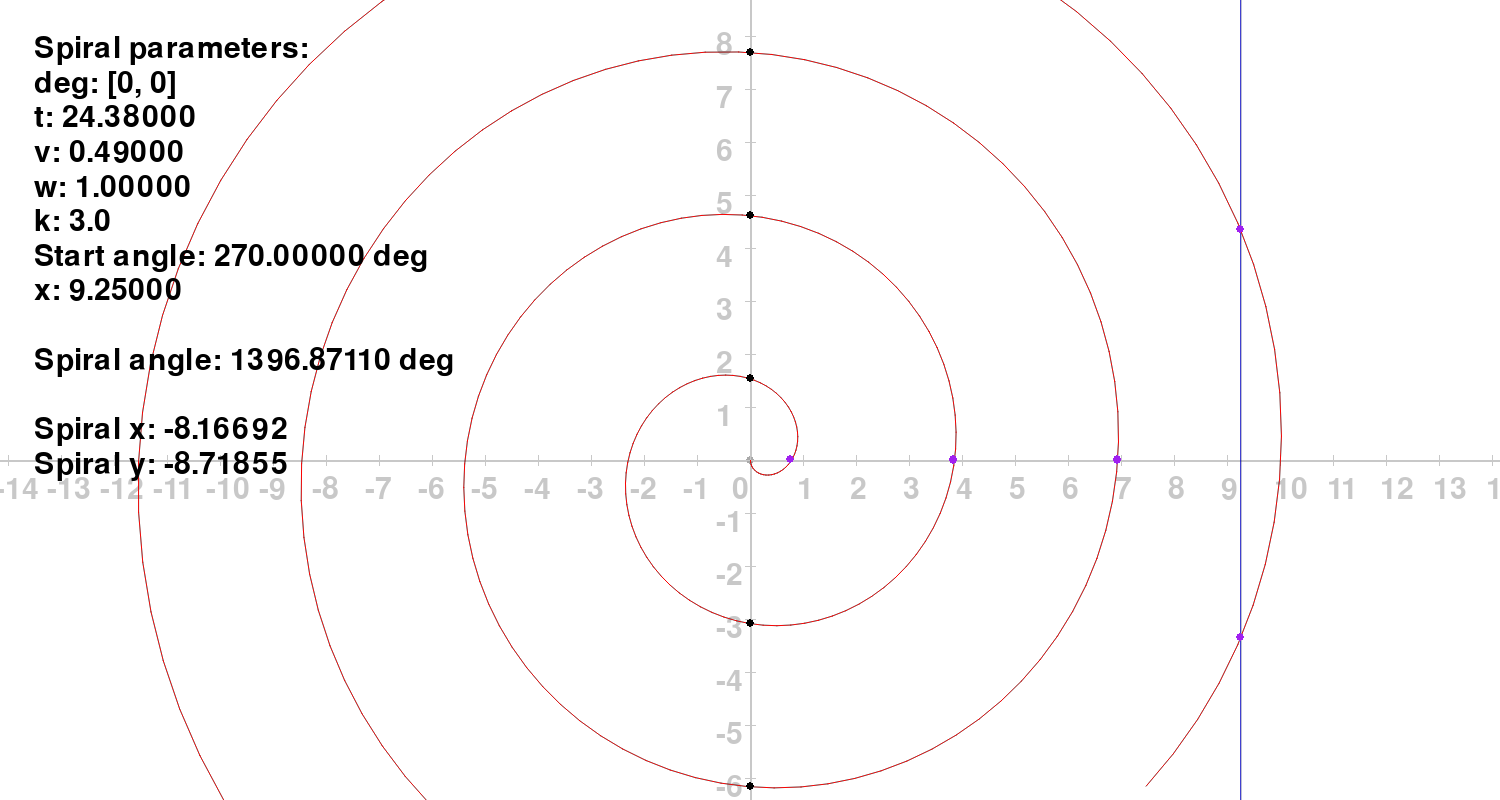 Spiral parameters:
deg: [0, 0]
t: 24.38000
v: 0.49000
w: 1.00000
k: 3.0
Start angle: 270.00000 deg
x: 9.25000
Spiral angle: 1396.87110 deg
Spiral x: -8.16692
Spiral y: -8.71855
8
7
6
5
4
3
2
1
-14 -13 -12 -11 -10 -9 -8 -7 -6 -5 -4 -3 -2 -1 0 1 2 3 4 5 6 7 8 9 10 11 12 13 1
-1
-2
-3
-4
-5
-6